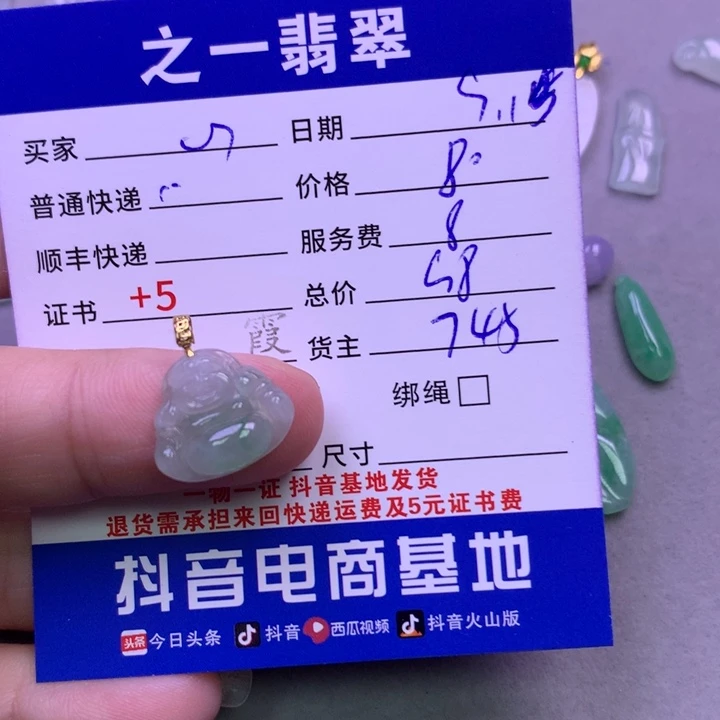 之一翡翠
买家 日期
普通快递 价格 80
顺丰快递 服务费 8
证书 +5 总价
霞 货主 745
绑绳
尺寸
一物一证 抖音基地发货
退货需承担来回快递运费及5元证书费
抖音电商基地
头条 今日头条 抖音 西瓜视频 抖音火山版